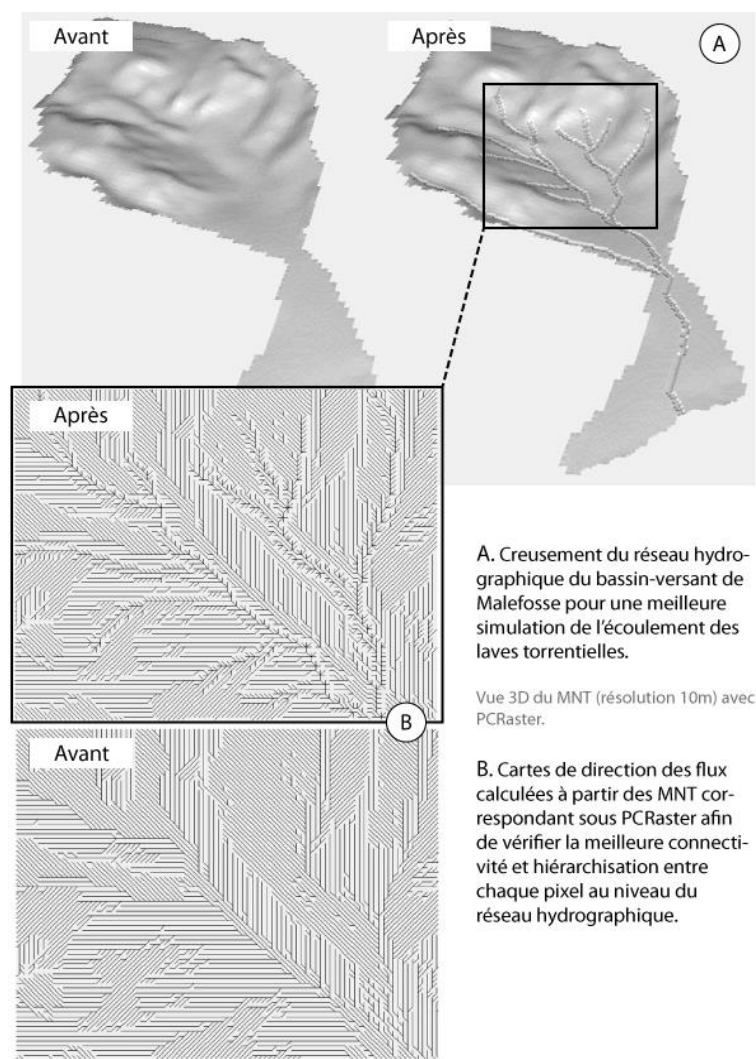 Avant
Après
A
Après
B
Avant
A. Creusement du réseau hydro-
graphique du bassin-versant de
Malefosse pour une meilleure
simulation de l'écoulement des
laves torrentielles.
Vue 3D du MNT (résolution 10m) avec
PCRaster.
B. Cartes de direction des flux
calculées à partir des MNT cor-
respondant sous PCRaster afin
de vérifier la meilleure connecti-
vité et hiérarchisation entre
chaque pixel au niveau du
réseau hydrographique.